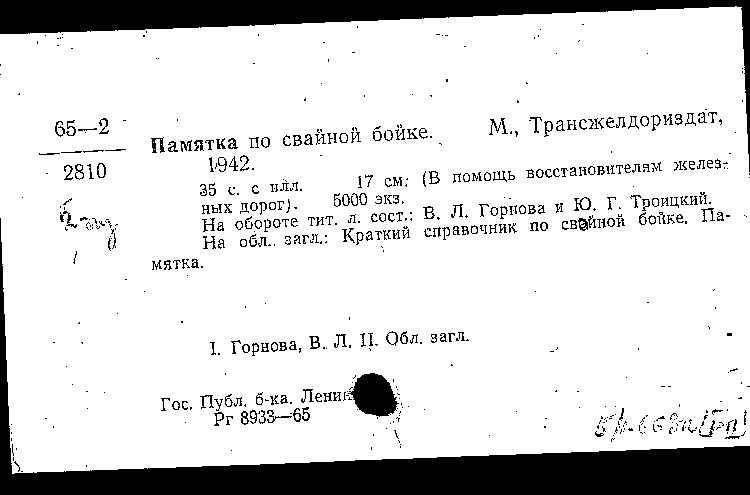 65—2
2810
Памятка по свайной бойке. М., Трансжелдориздат,
1942.
35 с. с илл. 17 см. (В помощь восстановителям желез-
ных дорог). 5000 экз.
На обороте тит. л. сост.: В. Л. Горнова и Ю. Г. Троицкий.
На обл. загл.: Краткий справочник по свайной бойке. Па-
мятка.
I. Горнова, В. Л. II. Обл. загл.
Гос. Публ. б-ка. Ленин
Рг 8933—65